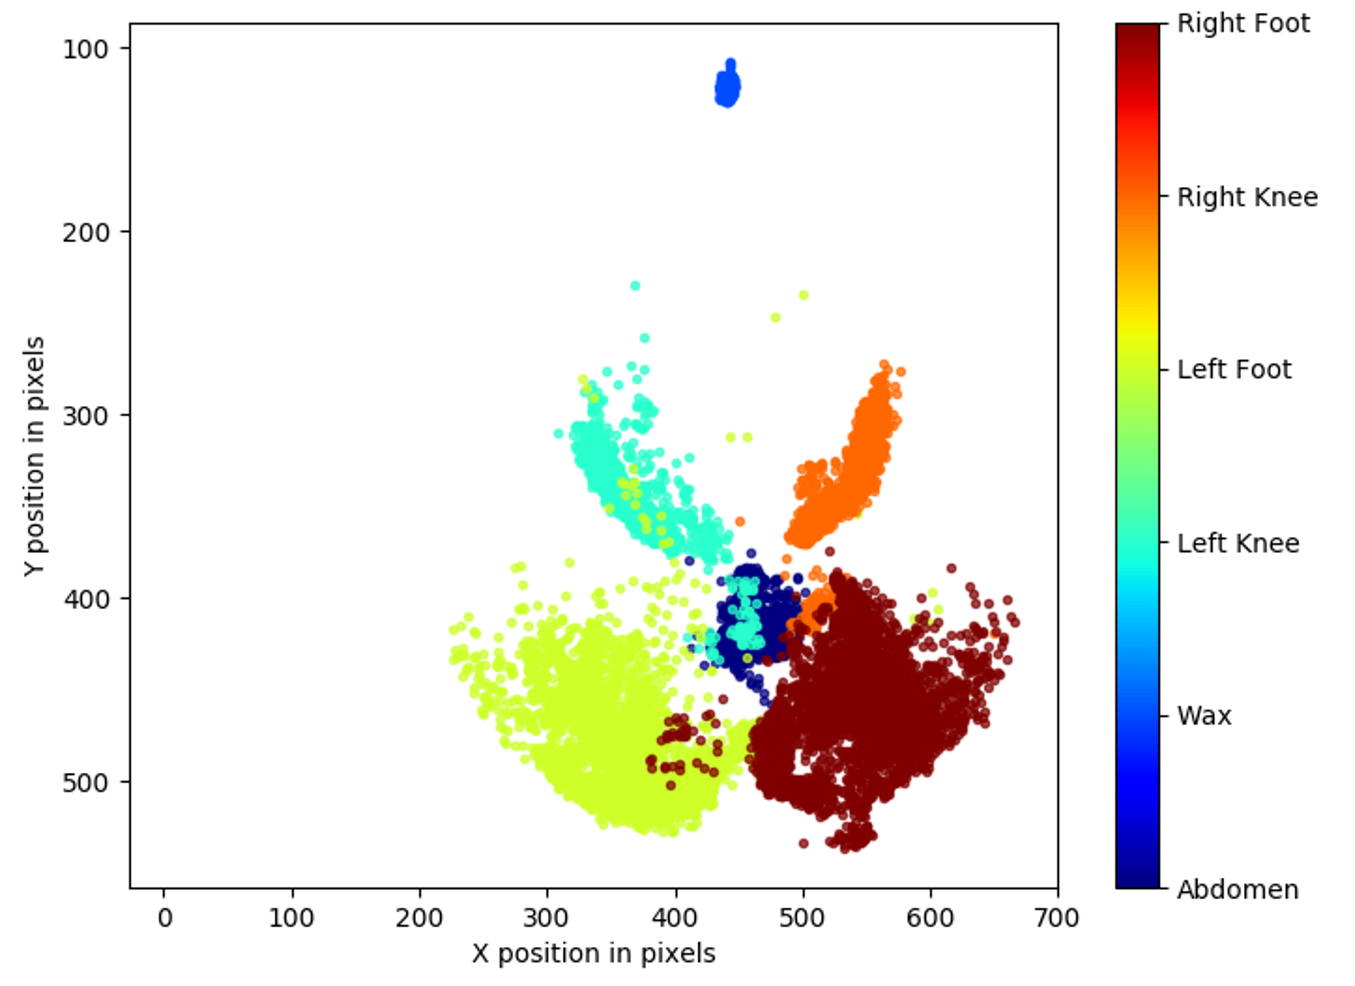 100
200
300
400
500
Y position in pixels
0 100 200 300 400 500 600 700
X position in pixels
Right Foot
Right Knee
Left Foot
Left Knee
Wax
Abdomen